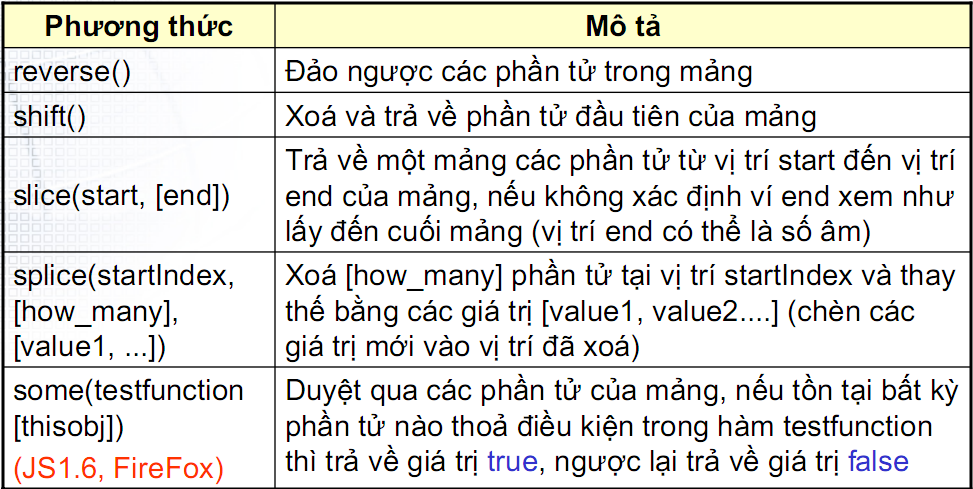 Phương thức
Mô tả
reverse()
Đảo ngược các phần tử trong mảng
shift()
Xoá và trả về phần tử đầu tiên của mảng
slice(start, [end])
Trả về một mảng các phần tử từ vị trí start đến vị trí
end của mảng, nếu không xác định ví end xem như
lấy đến cuối mảng (vị trí end có thể là số âm)
splice(startIndex,
[how_many],
[value1, ...])
Xoá [how_many] phần tử tại vị trí startIndex và thay
thế bằng các giá trị [value1, value2....] (chèn các
giá trị mới vào vị trí đã xoá)
some(testfunction
[thisobj])
(JS1.6, FireFox)
Duyệt qua các phần tử của mảng, nếu tồn tại bất kỳ
phần tử nào thoả điều kiện trong hàm testfunction
thì trả về giá trị true, ngược lại trả về giá trị false